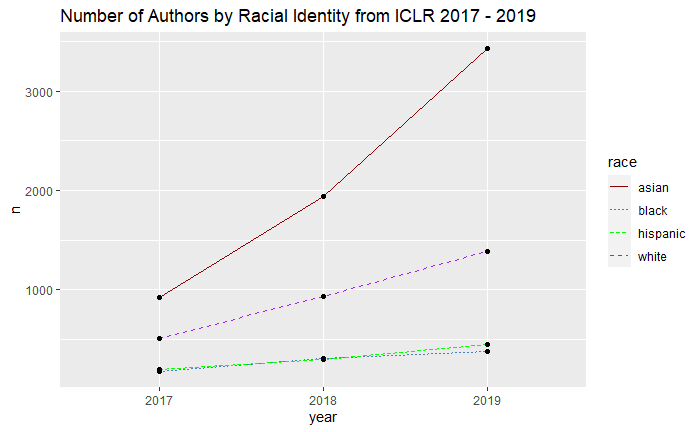 Number of Authors by Racial Identity from ICLR 2017 - 2019
n
3000
2000
1000
2017 2018 2019
year
race
asian
black
hispanic
white